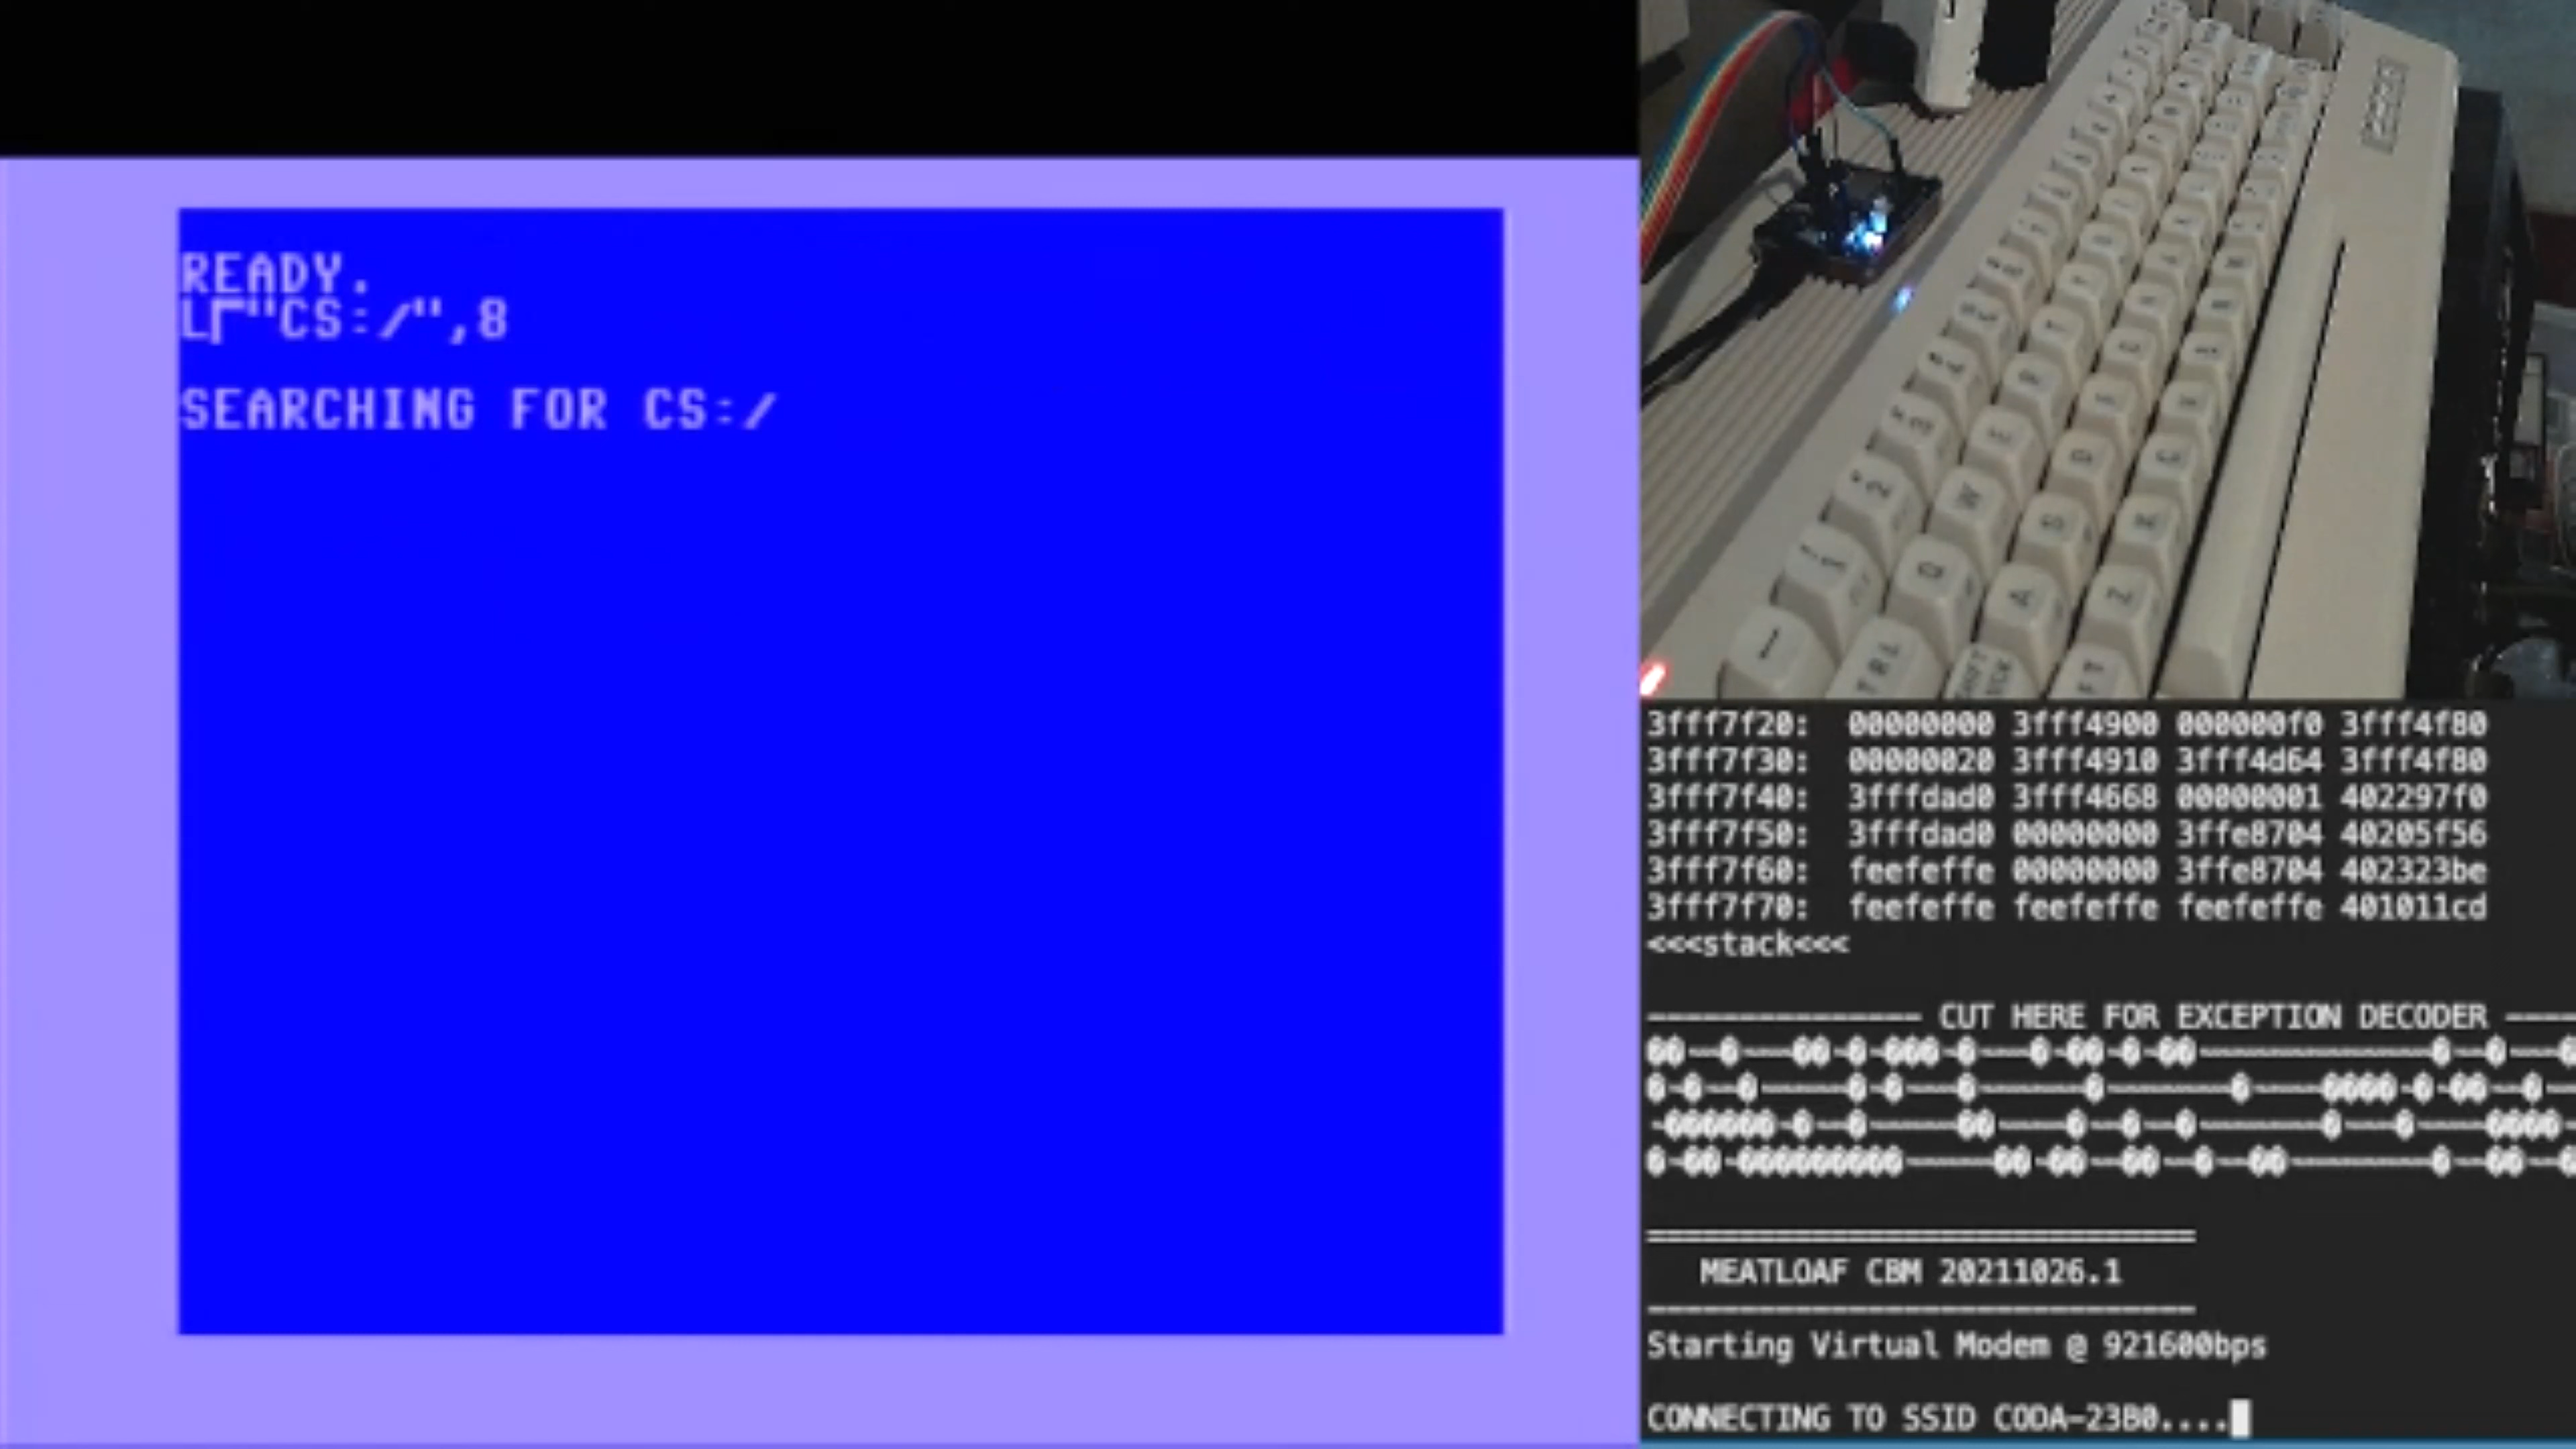 READY.
L┌"CS:/",8
SEARCHING FOR CS:/
3fff7f20:  00000000 3fff4900 000000f0 3fff4f80
3fff7f30:  00000020 3fff4910 3fff4d64 3fff4f80
3fff7f40:  3fffdad0 3fff4668 00000001 402297f0
3fff7f50:  3fffdad0 00000000 3ffe8704 40205f56
3fff7f60:  feefeffe 00000000 3ffe8704 402323be
3fff7f70:  feefeffe feefeffe feefeffe 401011cd
<<<stack<<<
--------------- CUT HERE FOR EXCEPTION DECODER ----
==============================
MEATLOAF CBM 20211026.1
------------------------------
Starting Virtual Modem @ 921600bps
CONNECTING TO SSID CODA-23B0....